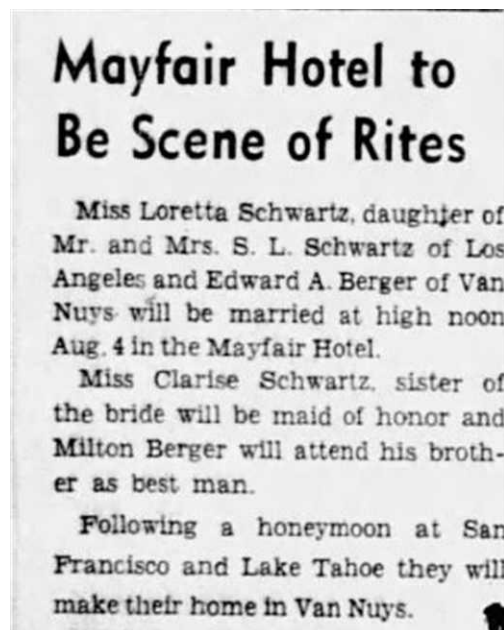 Mayfair Hotel to
Be Scene of Rites
Miss Loretta Schwartz, daughter of
Mr. and Mrs. S. L. Schwartz of Los
Angeles and Edward A. Berger of Van
Nuys will be married at high noon
Aug. 4 in the Mayfair Hotel.
Miss Clarise Schwartz, sister of
the bride will be maid of honor and
Milton Berger will attend his broth-
er as best man.
Following a honeymoon at San
Francisco and Lake Tahoe they will
make their home in Van Nuys.